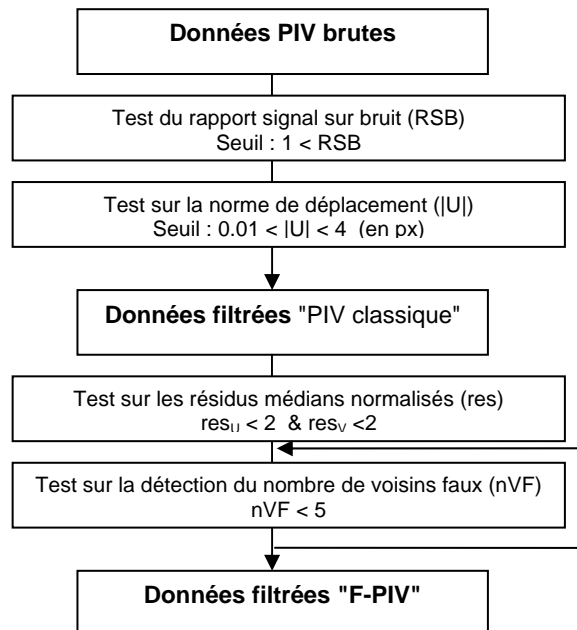 Données PIV brutes
Test du rapport signal sur bruit (RSB)
Seuil : 1 < RSB
Test sur la norme de déplacement (|U|)
Seuil : 0.01 < |U| < 4 (en px)
Données filtrées "PIV classique"
Test sur les résidus médians normalisés (res)
res_U < 2 & res_V <2
Test sur la détection du nombre de voisins faux (nVF)
nVF < 5
Données filtrées "F-PIV"